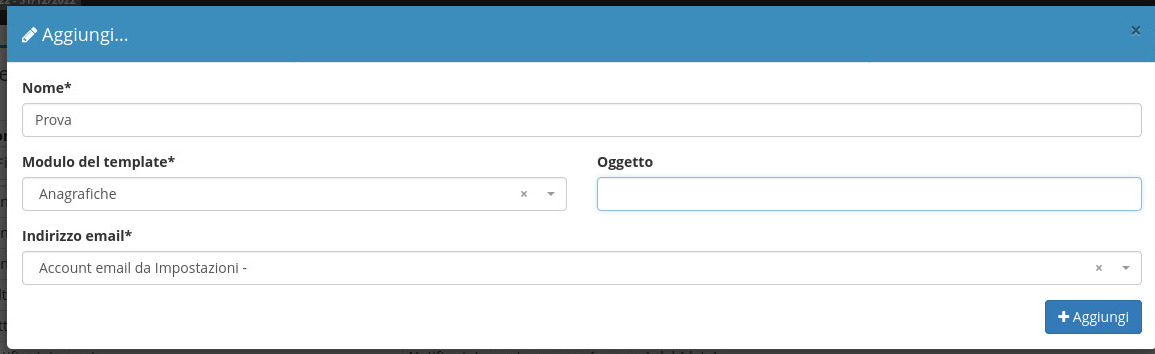 Aggiungi...
×
Nome*
Prova
Modulo del template*
Oggetto
Anagrafiche ×
Indirizzo email*
Account email da Impostazioni - ×
Aggiungi